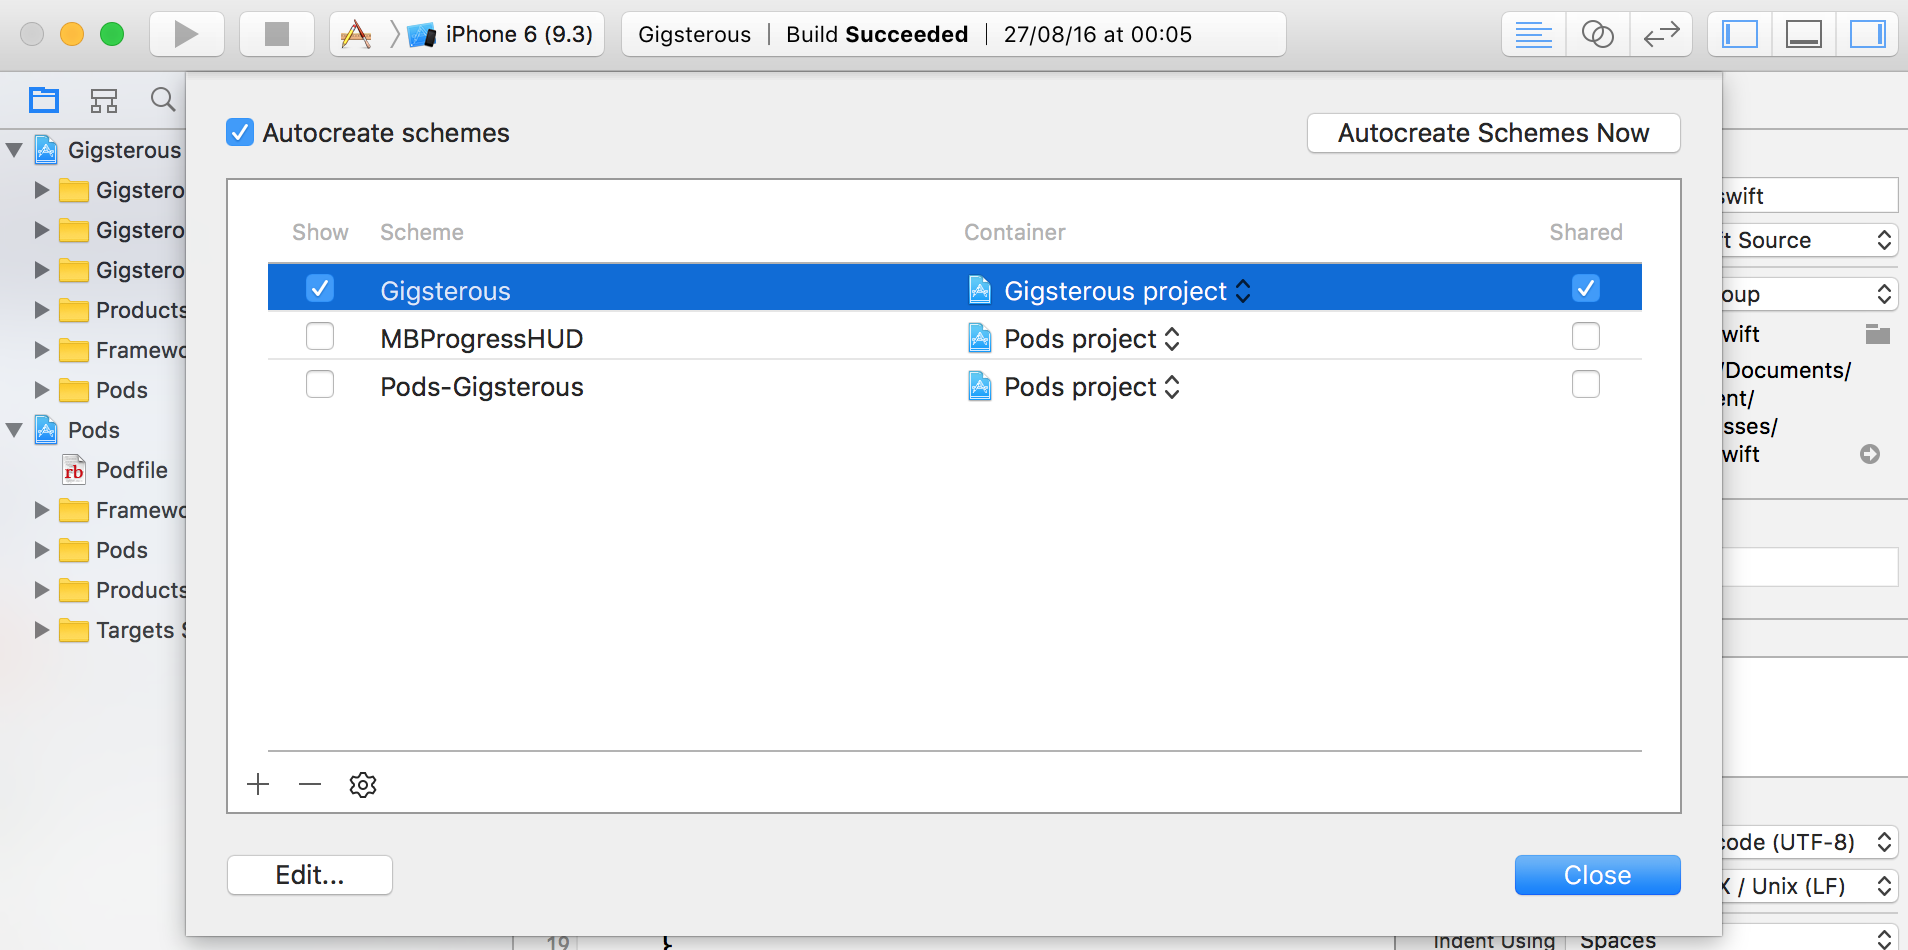 iPhone 6 (9.3)
Gigsterous | Build Succeeded | 27/08/16 at 00:05
Autocreate schemes
Autocreate Schemes Now
Show Scheme Container Shared
Gigsterous Gigsterous project
MBProgressHUD Pods project
Pods-Gigsterous Pods project
Edit...
Close
Gigsterous
Gigstero
Gigstero
Gigstero
Products
Framewo
Pods
Pods
rb Podfile
Framewo
Pods
Products
Targets S
swift
t Source
oup
wift
/Documents/
ent/
sses/
wift
code (UTF-8)
X / Unix (LF)
19 }
Indent Using Spaces